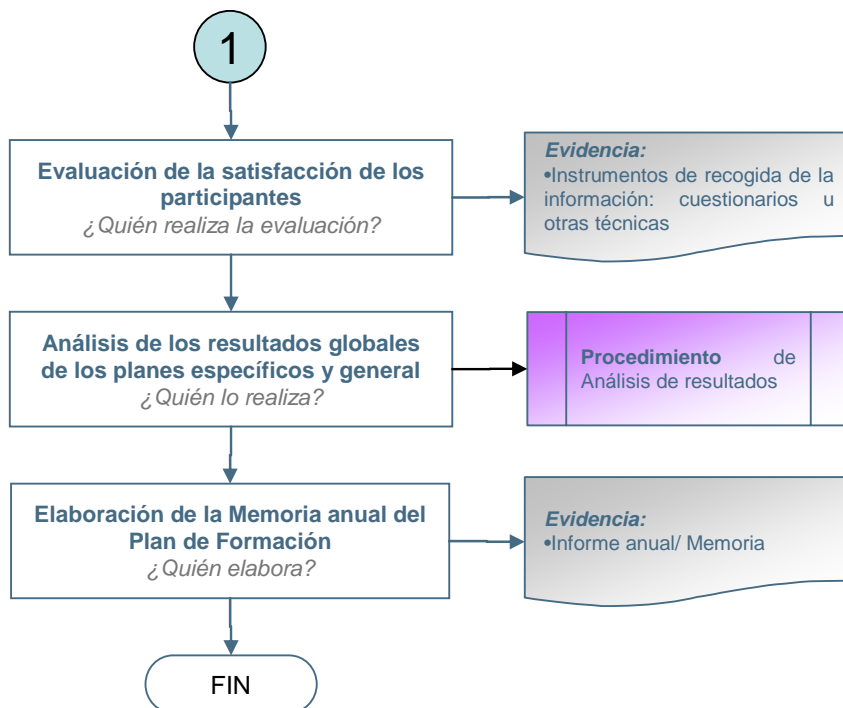 1
Evaluación de la satisfacción de los
participantes
¿Quién realiza la evaluación?
Evidencia:
•Instrumentos de recogida de la
información: cuestionarios u
otras técnicas
Análisis de los resultados globales
de los planes específicos y general
¿Quién lo realiza?
Procedimiento de
Análisis de resultados
Elaboración de la Memoria anual del
Plan de Formación
¿Quién elabora?
Evidencia:
•Informe anual/ Memoria
FIN